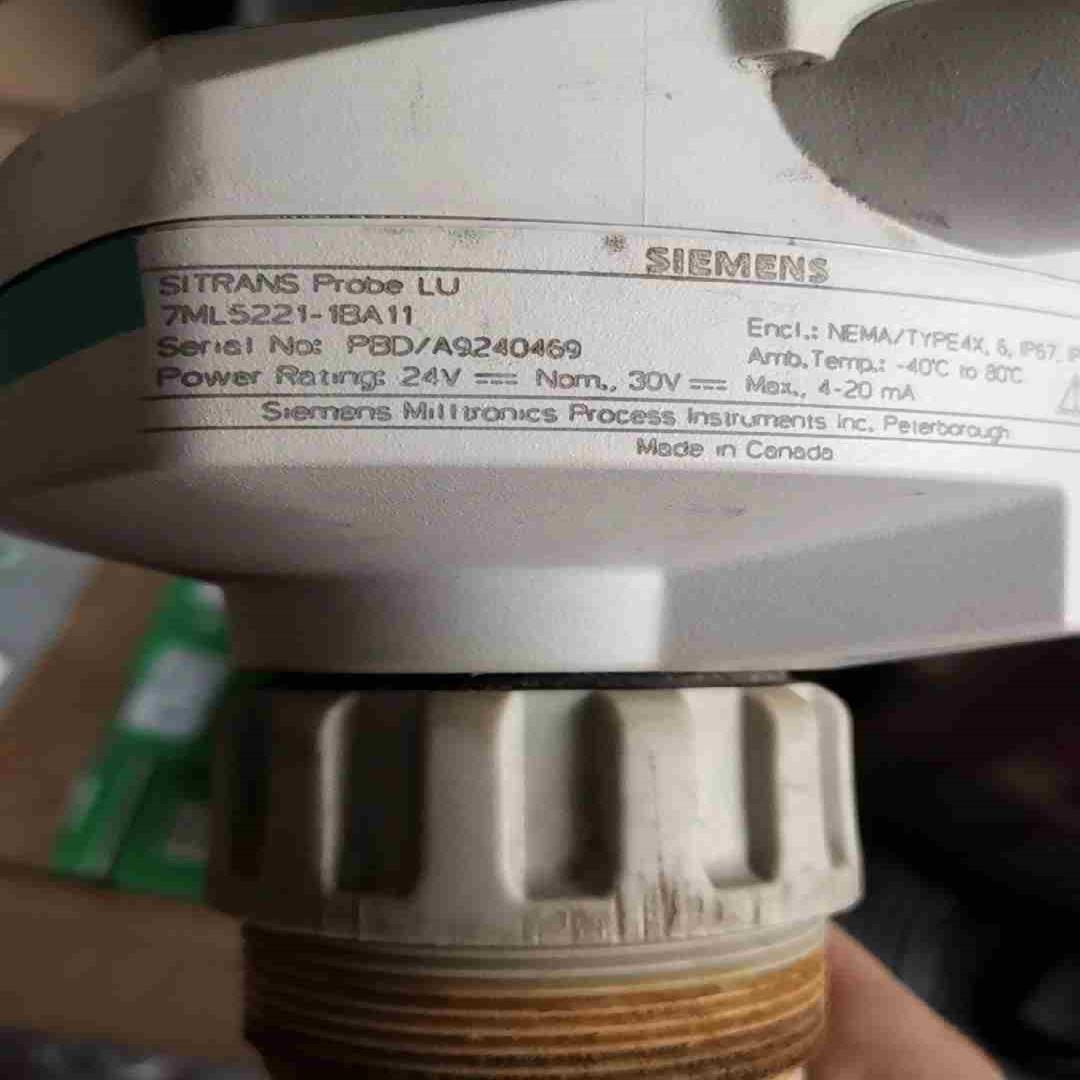 SIEMENS
SITRANS Probe LU
7ML5221-1BA11
Serial No: PBD/A9240469
Power Rating: 24V ⎓ Nom., 30V ⎓ Max., 4-20 mA
Encl.: NEMA/TYPE4X, 6, IP67,
Amb.Temp.: -40°C to 80°C
Siemens Milltronics Process Instruments Inc. Peterborough
Made in Canada